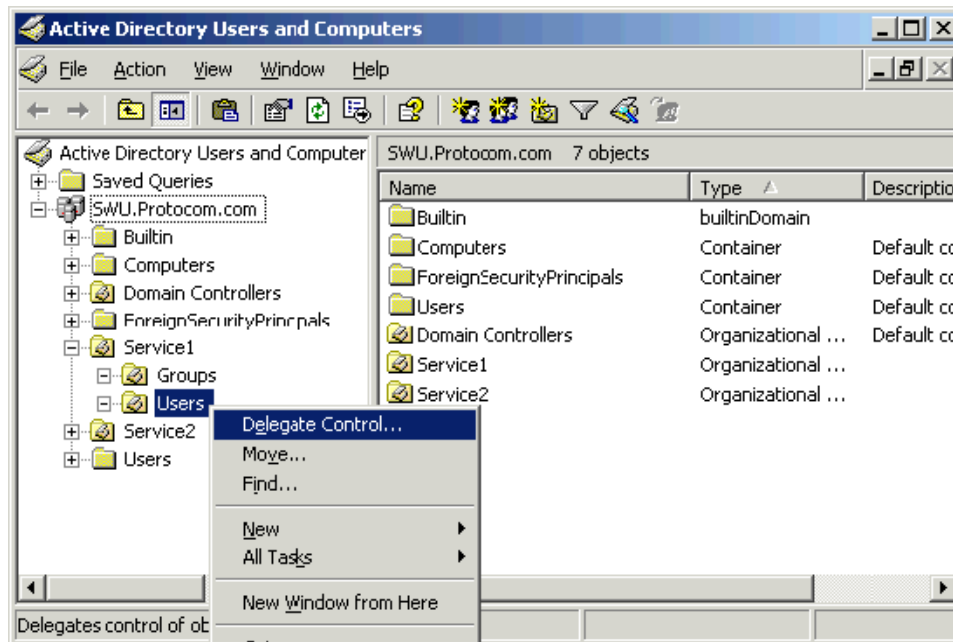 Active Directory Users and Computers
File Action View Window Help
Active Directory Users and Computer
SWU.Protocom.com 7 objects
Saved Queries
SWU.Protocom.com
Builtin
Computers
Domain Controllers
ForeignSecurityPrincpals
Service1
Groups
Users
Service2
Users
Name Type Descriptio
Builtin builtinDomain
Computers Container Default co
ForeignSecurityPrincipals Container Default co
Users Container Default co
Domain Controllers Organizational ... Default co
Service1 Organizational ...
Service2 Organizational ...
Delegate Control...
Move...
Find...
New
All Tasks
New Window from Here
Delegates control of ob